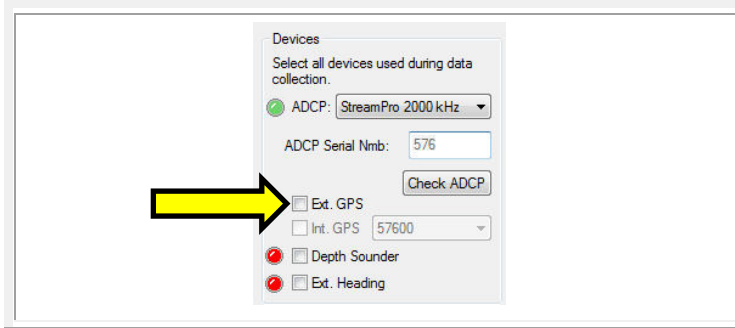 Devices
Select all devices used during data
collection.
ADCP: StreamPro 2000 kHz
ADCP Serial Nmb: 576
Check ADCP
Ext. GPS
Int. GPS 57600
Depth Sounder
Ext. Heading